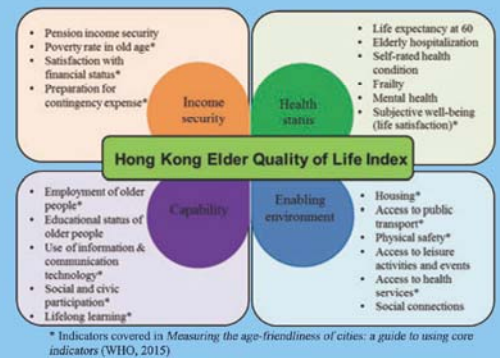 • Pension income security
• Poverty rate in old age*
• Satisfaction with
financial status*
• Preparation for
contingency expense*
Income
security
• Life expectancy at 60
• Elderly hospitalization
• Self-rated health
condition
• Frailty
• Mental health
• Subjective well-being
(life satisfaction)*
Health
status
Hong Kong Elder Quality of Life Index
• Employment of older
people*
• Educational status of
older people
• Use of information &
communication
technology*
• Social and civic
participation*
• Lifelong learning*
Capability
Enabling
environment
• Housing*
• Access to public
transport*
• Physical safety*
• Access to leisure
activities and events
• Access to health
services*
• Social connections
* Indicators covered in Measuring the age-friendliness of cities: a guide to using core
indicators (WHO, 2015)